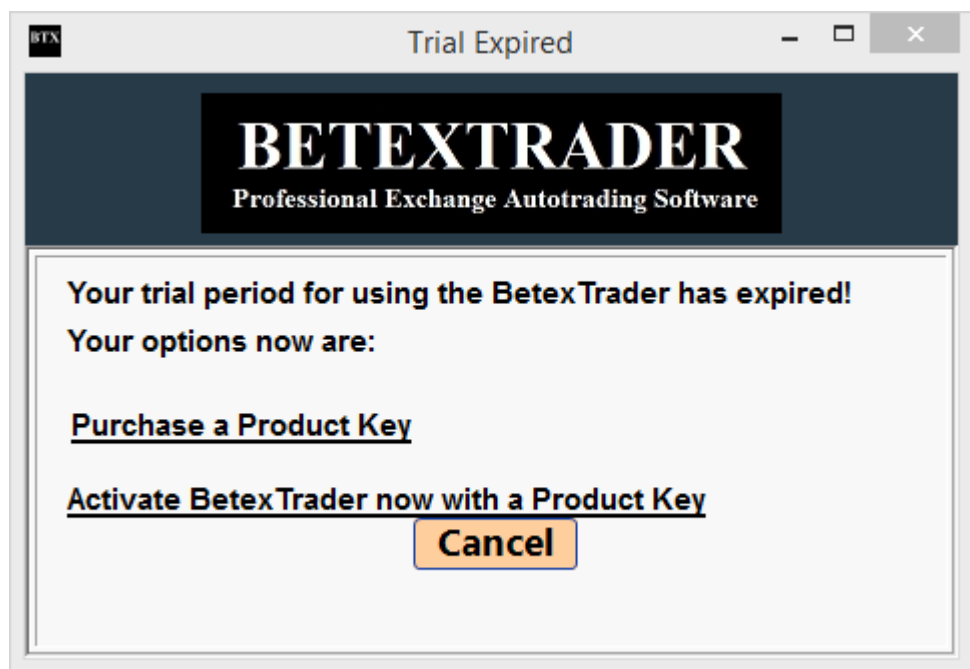 BTX
Trial Expired
BETEXTRADER
Professional Exchange Autotrading Software
Your trial period for using the BetexTrader has expired!
Your options now are:
Purchase a Product Key
Activate BetexTrader now with a Product Key
Cancel